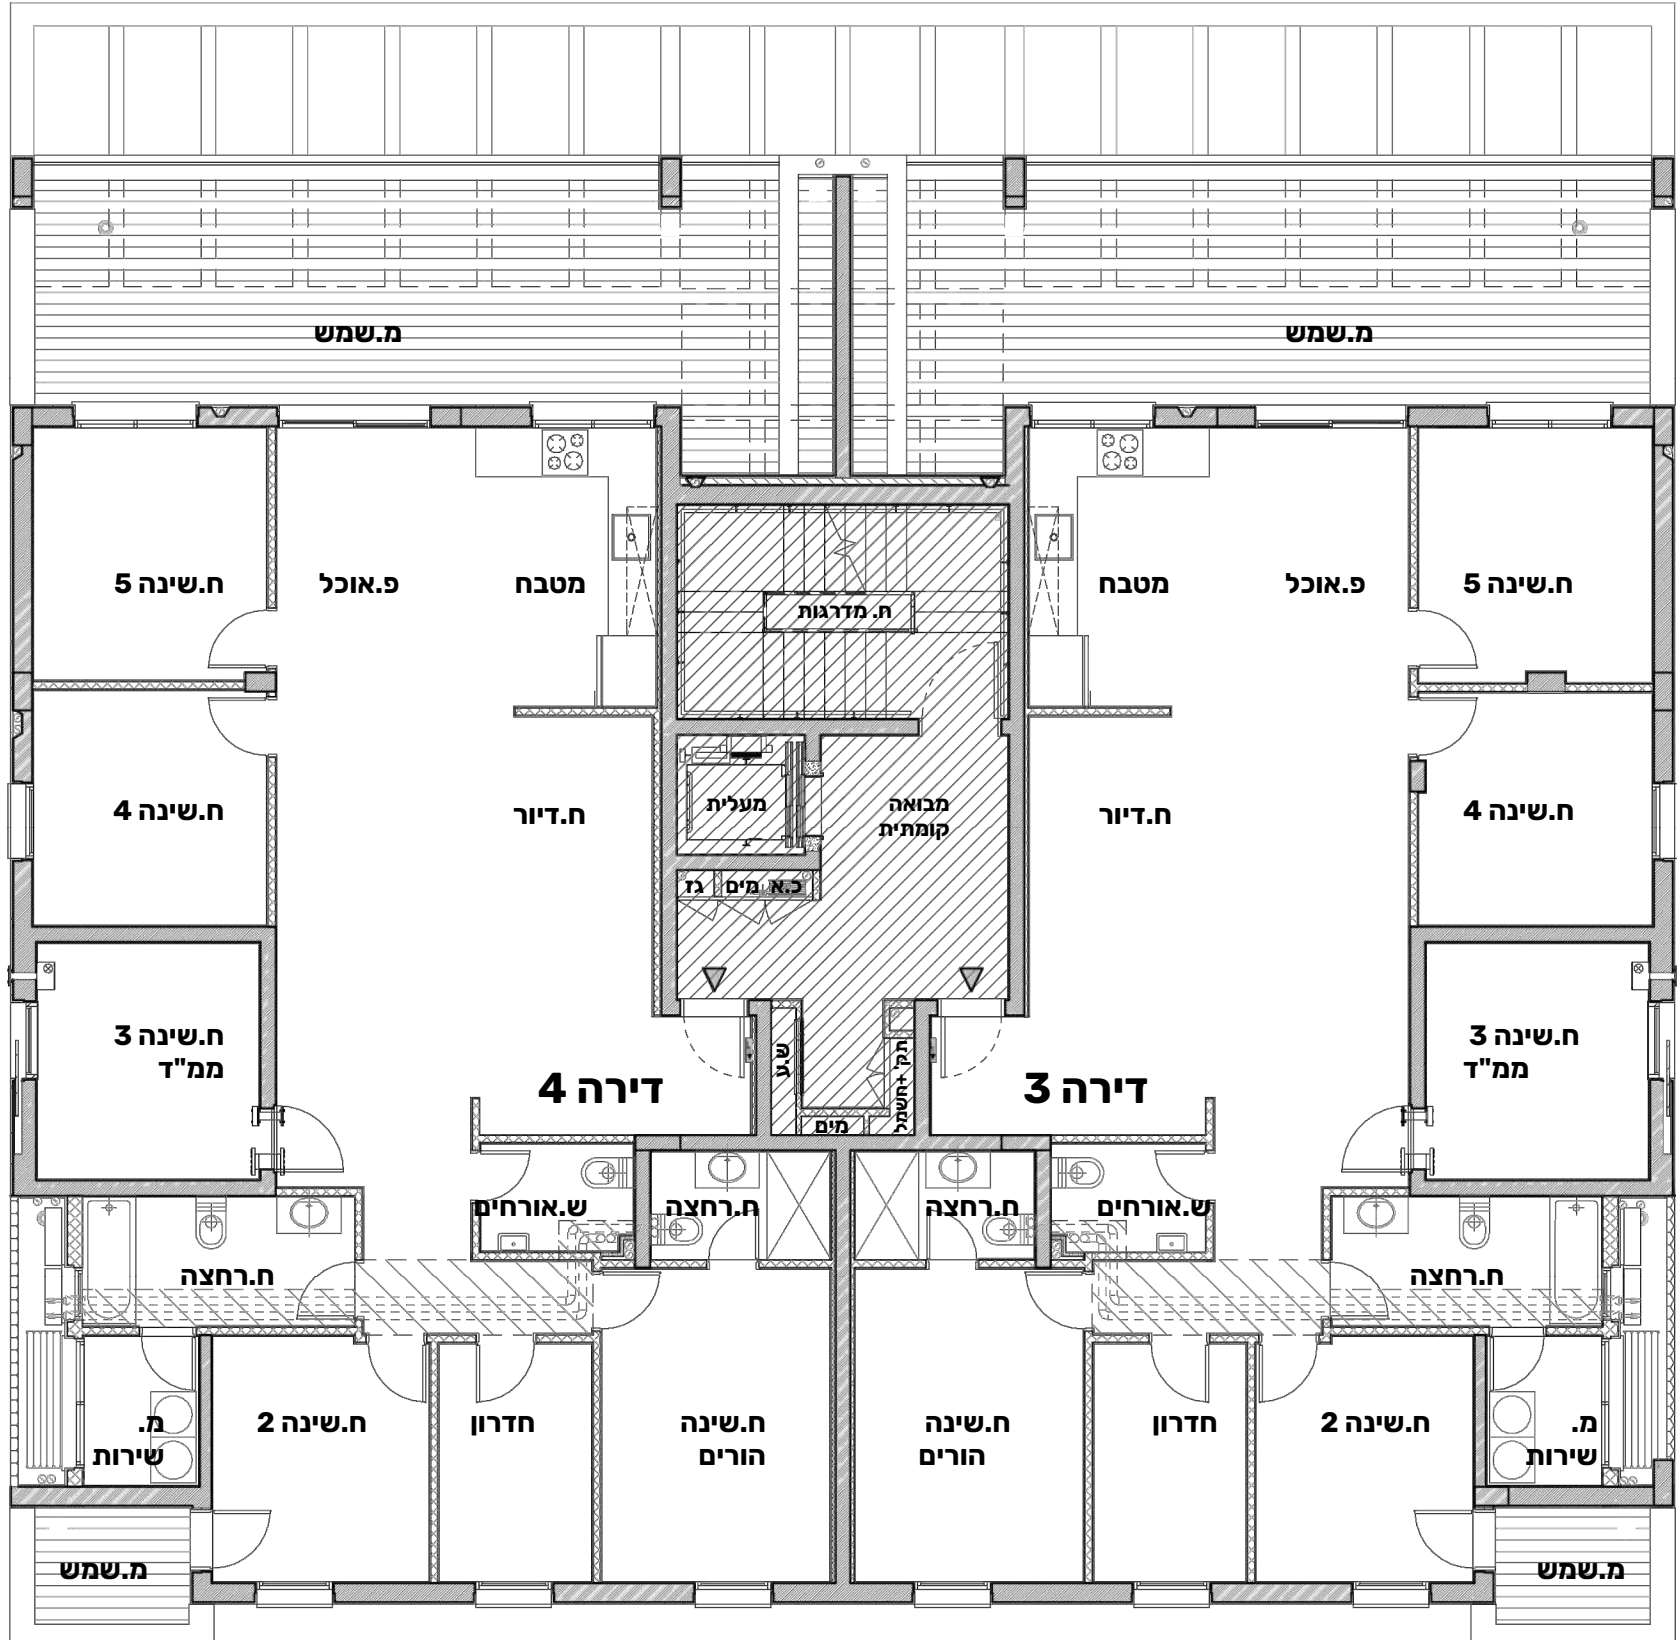 מ.שמש
מ.שמש
ח.שינה 5
פ.אוכל
מטבח
ח. מדרגות
מטבח
פ.אוכל
ח.שינה 5
ח.שינה 4
ח.דיור
מעלית
מבואה
קומתית
ח.דיור
ח.שינה 4
גז
מים
כ.א
ח.שינה 3
ממ"ד
דירה 4
ש.ע
מים
תק' +חשמל
דירה 3
ח.שינה 3
ממ"ד
ש.אורחים
ח.רחצה
ח.רחצה
ש.אורחים
ח.רחצה
ח.רחצה
מ.
שירות
ח.שינה 2
חדרון
ח.שינה
הורים
ח.שינה
הורים
חדרון
ח.שינה 2
מ.
שירות
מ.שמש
מ.שמש